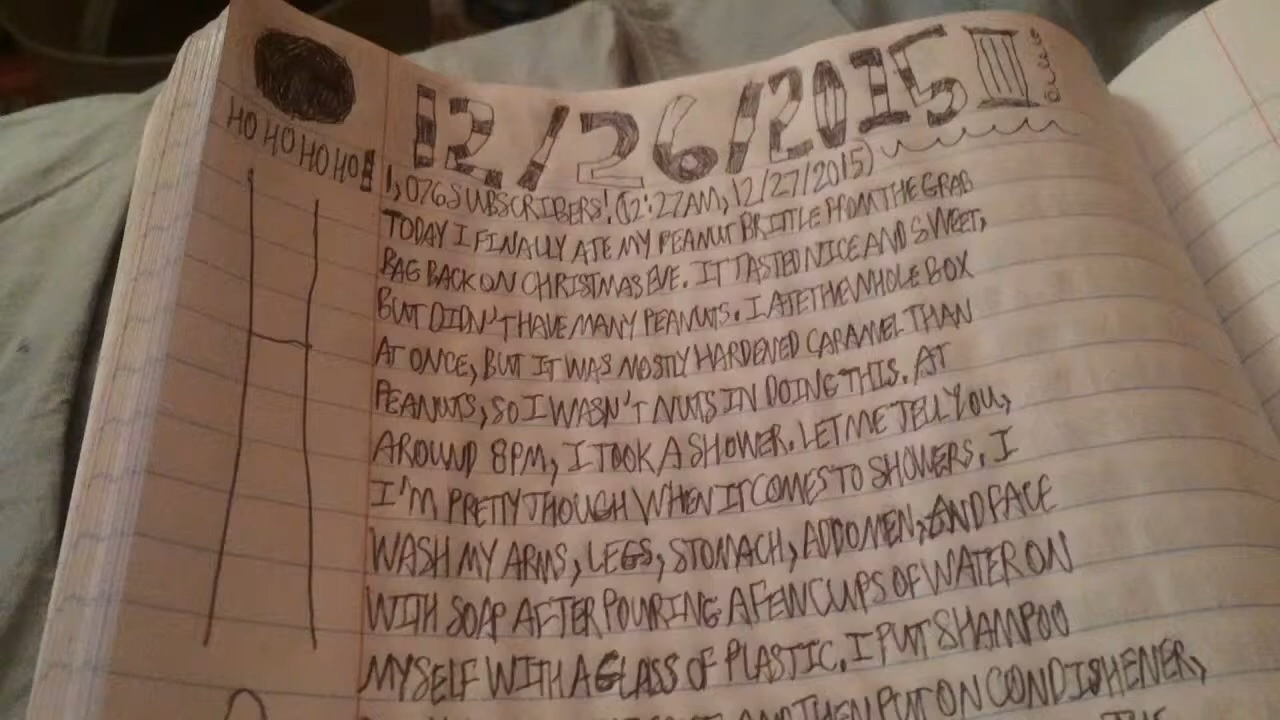 HO HO HO HO!
12/26/2015
1,076 SUBSCRIBERS! (12:27AM, 12/27/2015)
TODAY I FINALLY ATE MY PEANUT BRITTLE FROM THE GRAB
BAG BACK ON CHRISTMAS EVE. IT TASTED NICE AND SWEET,
BUT DIDN'T HAVE MANY PEANUTS. I ATE THE WHOLE BOX
AT ONCE, BUT IT WAS MOSTLY HARDENED CARAMEL THAN
PEANUTS, SO I WASN'T NUTS IN DOING THIS. AT
AROUND 8PM, I TOOK A SHOWER. LET ME TELL YOU,
I'M PRETTY THOUGH WHEN IT COMES TO SHOWERS. I
WASH MY ARMS, LEGS, STOMACH, ADDOMEN, AND FACE
WITH SOAP AFTER POURING A FEW CUPS OF WATER ON
MYSELF WITH A GLASS OF PLASTIC. I PUT SHAMPOO
AND THEN PUT ON CONDISHENER,